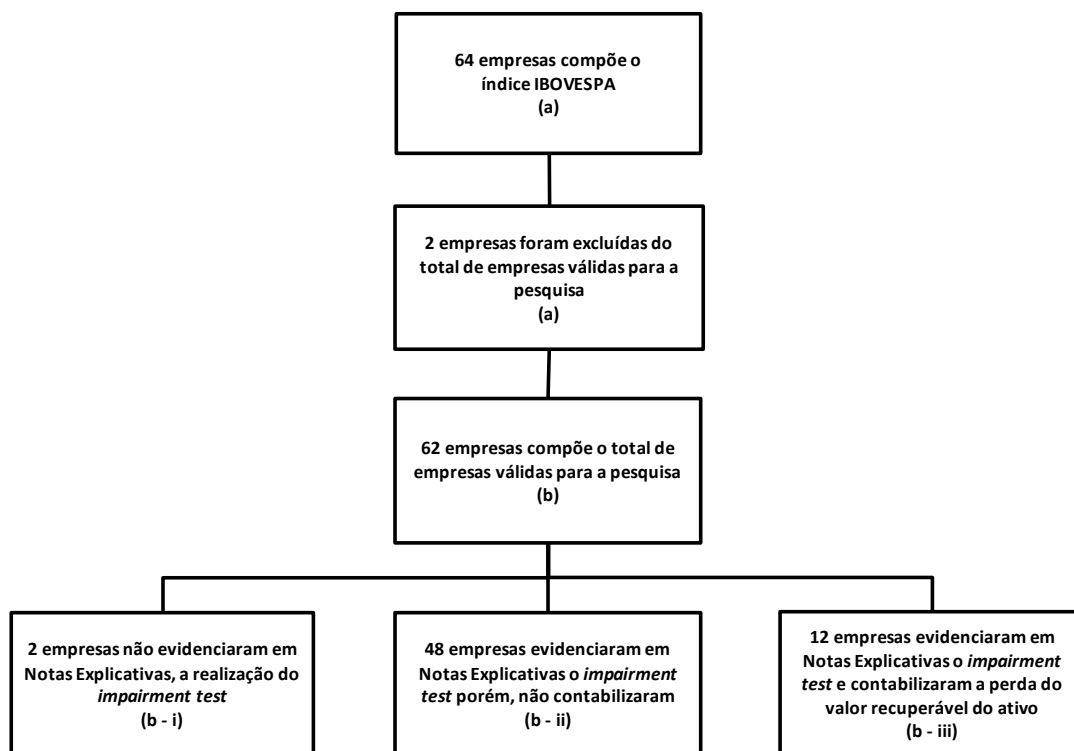 64 empresas compõe o
índice IBOVESPA
(a)
2 empresas foram excluídas do
total de empresas válidas para a
pesquisa
(a)
62 empresas compõe o total de
empresas válidas para a pesquisa
(b)
2 empresas não evidenciaram em
Notas Explicativas, a realização do
impairment test
(b - i)
48 empresas evidenciaram em
Notas Explicativas o impairment
test porém, não contabilizaram
(b - ii)
12 empresas evidenciaram em
Notas Explicativas o impairment
test e contabilizaram a perda do
valor recuperável do ativo
(b - iii)